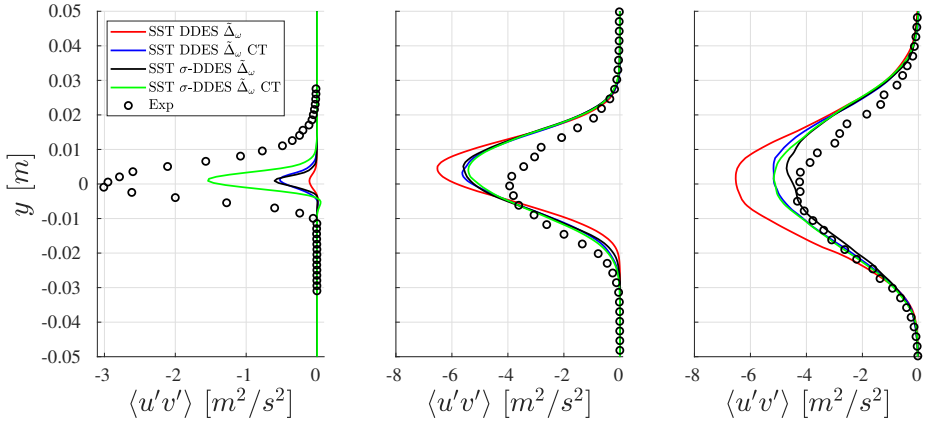 0.05
0.04
0.03
0.02
0.01
0
-0.01
-0.02
-0.03
-0.04
-0.05
y [m]
SST DDES Δ̃ω
SST DDES Δ̃ω CT
SST σ-DDES Δ̃ω
SST σ-DDES Δ̃ω CT
Exp
-3 -2 -1 0
⟨u′v′⟩ [m²/s²]
-8 -6 -4 -2 0
⟨u′v′⟩ [m²/s²]
-8 -6 -4 -2 0
⟨u′v′⟩ [m²/s²]